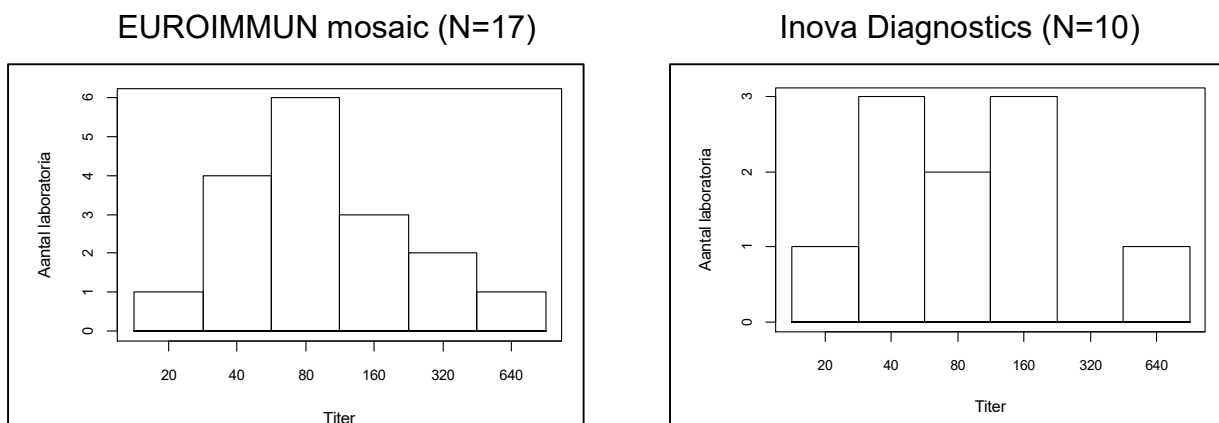 EUROIMMUN mosaic (N=17)
Aantal laboratoria
6
5
4
3
2
1
0
20 40 80 160 320 640
Titer
Inova Diagnostics (N=10)
Aantal laboratoria
3
2
1
0
20 40 80 160 320 640
Titer